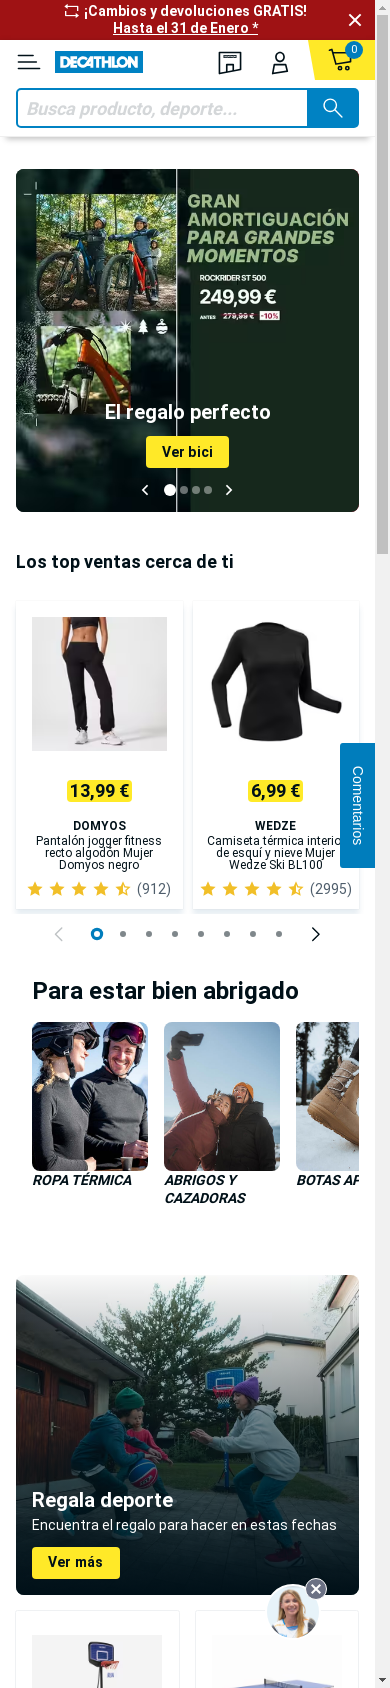 ¡Cambios y devoluciones GRATIS!
Hasta el 31 de Enero *
DECATHLON
0
Busca producto, deporte...
GRAN
AMORTIGUACIÓN
PARA GRANDES
MOMENTOS
ROCKRIDER ST 500
249,99 €
ANTES 279,99 € -10%
El regalo perfecto
Ver bici
Los top ventas cerca de ti
13,99 €
DOMYOS
Pantalón jogger fitness
recto algodón Mujer
Domyos negro
(912)
6,99 €
WEDZE
Camiseta térmica interio
de esquí y nieve Mujer
Wedze Ski BL100
(2995)
Comentarios
Para estar bien abrigado
ROPA TÉRMICA
ABRIGOS Y
CAZADORAS
BOTAS AP
Regala deporte
Encuentra el regalo para hacer en estas fechas
Ver más